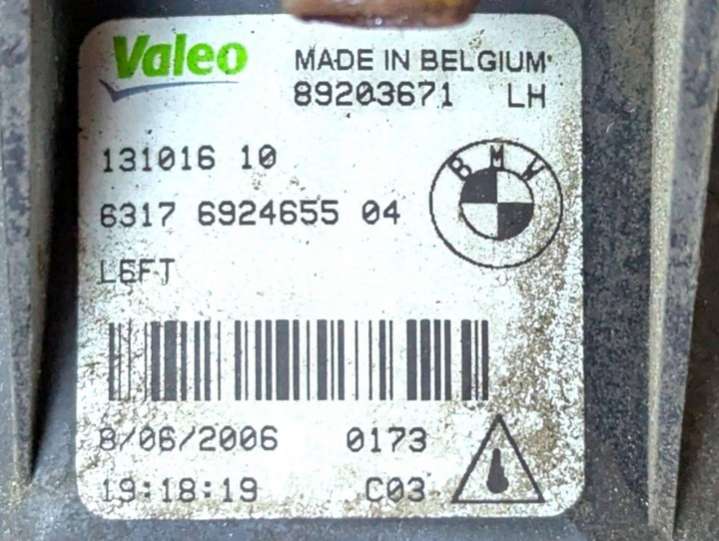 Valeo
MADE IN BELGIUM
89203671 LH
131016 10
6317 6924655 04
BMW
LEFT
8/06/2006 0173
19:18:19 C03